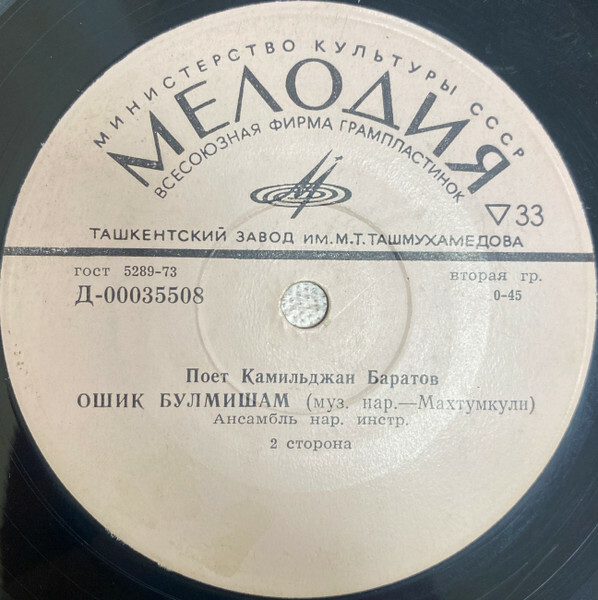 МИНИСТЕРСТВО КУЛЬТУРЫ СССР
МЕЛОДИЯ
ВСЕСОЮЗНАЯ ФИРМА ГРАМПЛАСТИНОК
▽33
ТАШКЕНТСКИЙ ЗАВОД ИМ.М.Т.ТАШМУХАМЕДОВА
гост 5289-73
вторая гр.
Д-00035508
0-45
Поет Қамильджан Баратов
ОШИҚ БУЛМИШАМ (муз. нар.—Махтумкули)
Ансамбль нар. инстр.
2 сторона